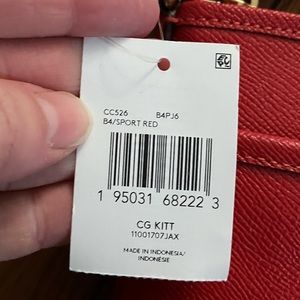 CC526 B4PJ6
B4/SPORT RED
1 95031 68222 3
CG KITT
11001707JAX
MADE IN INDONESIA/
INDONÉSIE